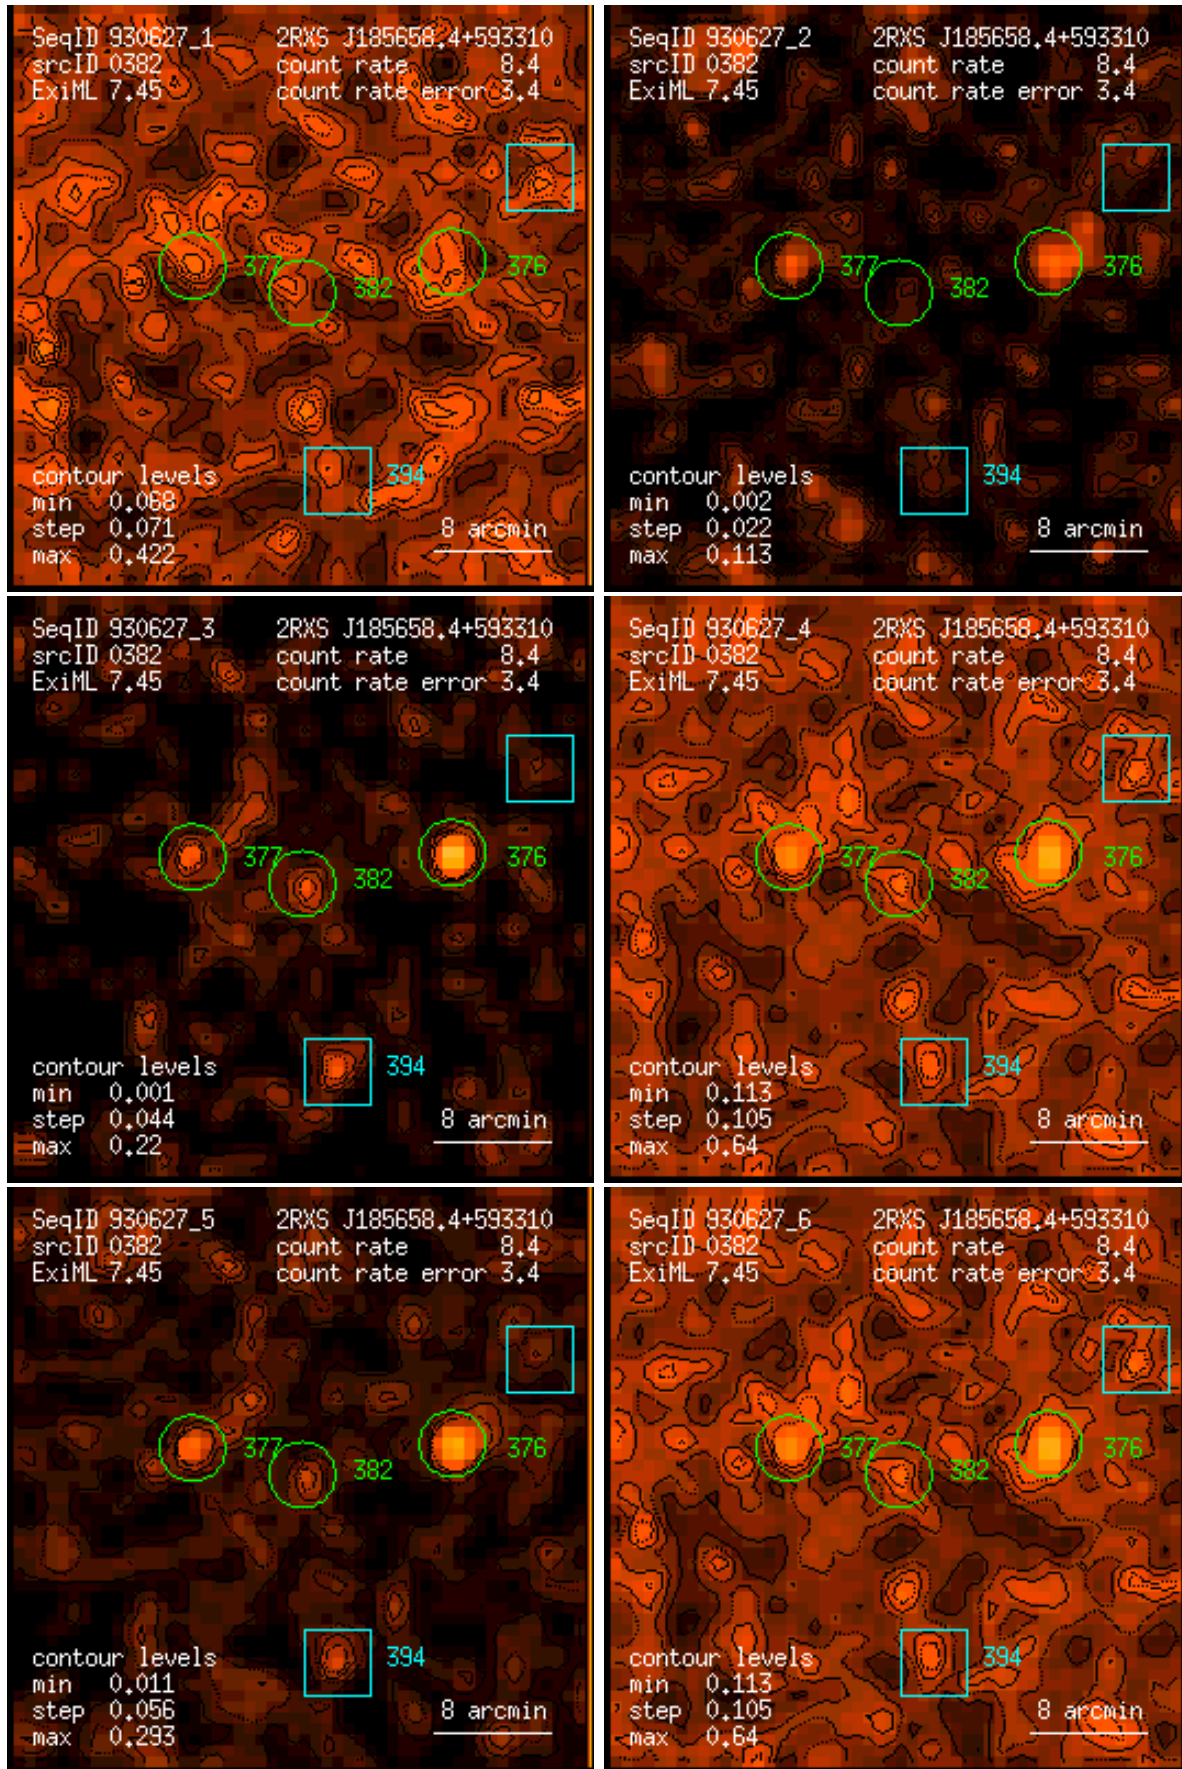 SeqID 930627_1 2RXS J185658.4+593310
srcID 0382 count rate 8.4
ExiML 7.45 count rate error 3.4
377
382
376
394
contour levels
min 0.068
step 0.071 8 arcmin
max 0.422
SeqID 930627_2 2RXS J185658.4+593310
srcID 0382 count rate 8.4
ExiML 7.45 count rate error 3.4
377
382
376
394
contour levels
min 0.002
step 0.022 8 arcmin
max 0.113
SeqID 930627_3 2RXS J185658.4+593310
srcID 0382 count rate 8.4
ExiML 7.45 count rate error 3.4
377
382
376
394
contour levels
min 0.001
step 0.044 8 arcmin
max 0.22
SeqID 930627_4 2RXS J185658.4+593310
srcID 0382 count rate 8.4
ExiML 7.45 count rate error 3.4
377
382
376
394
contour levels
min 0.113
step 0.105 8 arcmin
max 0.64
SeqID 930627_5 2RXS J185658.4+593310
srcID 0382 count rate 8.4
ExiML 7.45 count rate error 3.4
377
382
376
394
contour levels
min 0.011
step 0.056 8 arcmin
max 0.293
SeqID 930627_6 2RXS J185658.4+593310
srcID 0382 count rate 8.4
ExiML 7.45 count rate error 3.4
377
382
376
394
contour levels
min 0.113
step 0.105 8 arcmin
max 0.64